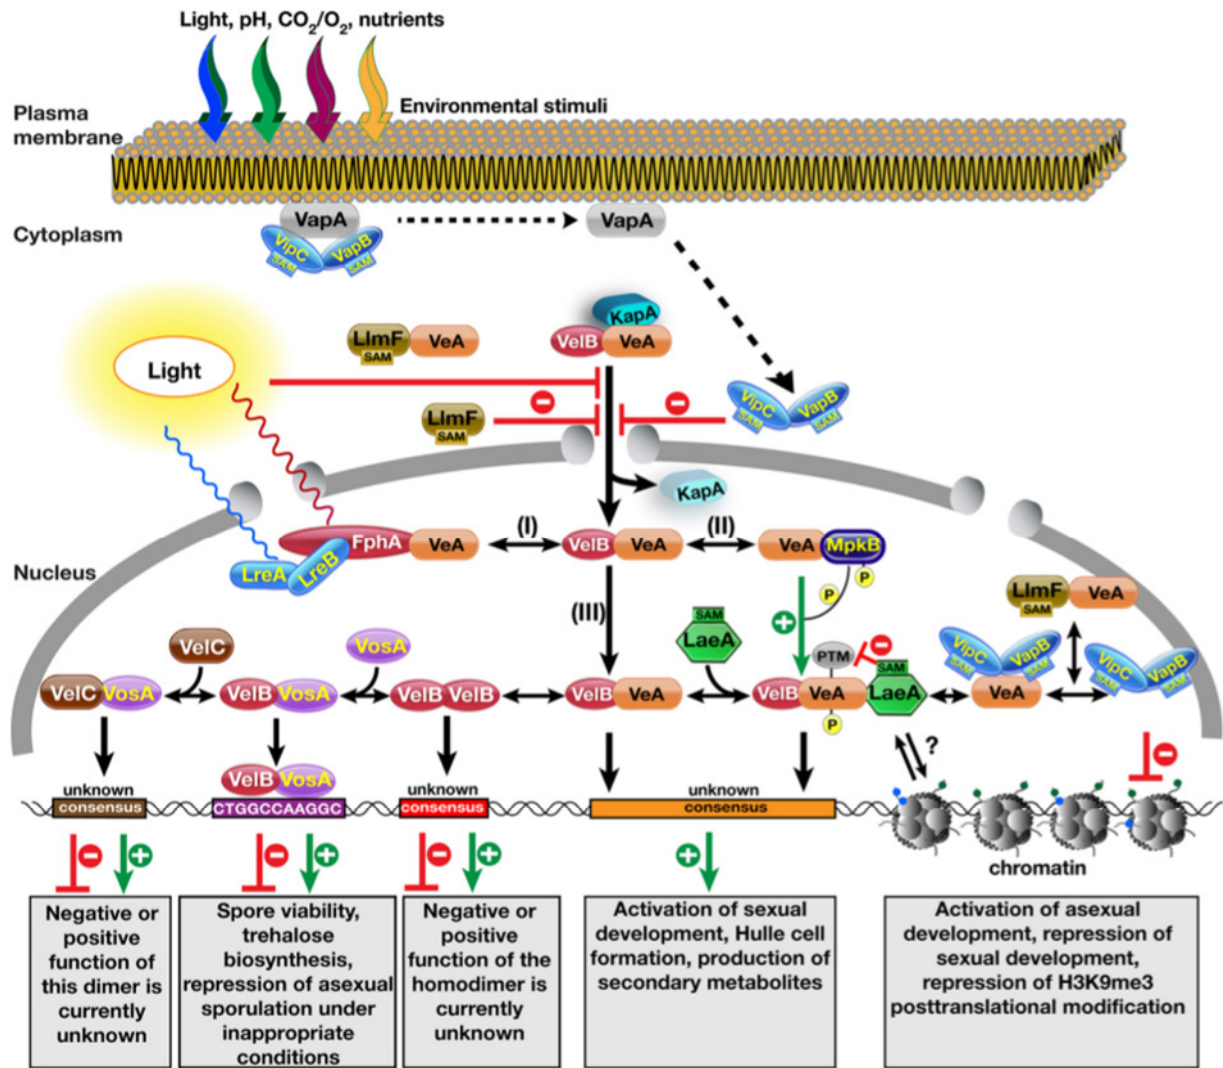 Light, pH, CO2/O2, nutrients
Environmental stimuli
Plasma
membrane
VapA
VapA
Cytoplasm
VipC
VapB
SAM
SAM
KapA
LlmF
VeA
SAM
VelB
VeA
Light
VipC
VapB
SAM
SAM
LlmF
SAM
KapA
(I)
(II)
FphA
VeA
VelB
VeA
VeA
MpkB
LreA
LreB
Nucleus
P
P
LlmF
VeA
SAM
(III)
SAM
LaeA
VelC
VosA
PTM
SAM
VipC
VapB
SAM
SAM
VipC
VapB
SAM
SAM
VelC
VosA
VelB
VosA
VelB
VelB
VelB
VeA
VelB
VeA
LaeA
VeA
P
?
VelB
VosA
unknown
consensus
CTGGCCAAGGC
unknown
consensus
unknown
consensus
chromatin
Negative or
positive
function of
this dimer is
currently
unknown
Spore viability,
trehalose
biosynthesis,
repression of asexual
sporulation under
inappropriate
conditions
Negative or
positive
function of the
homodimer is
currently
unknown
Activation of sexual
development, Hulle cell
formation, production of
secondary metabolites
Activation of asexual
development, repression of
sexual development,
repression of H3K9me3
posttranslational modification